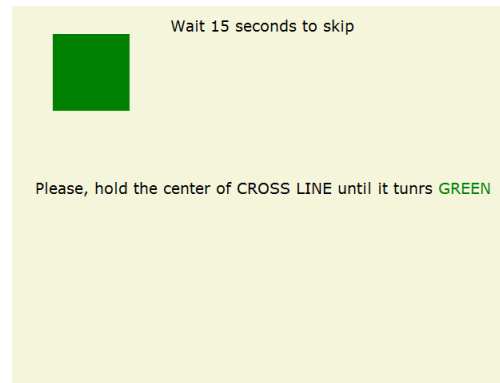 Wait 15 seconds to skip
Please, hold the center of CROSS LINE until it tunrs GREEN